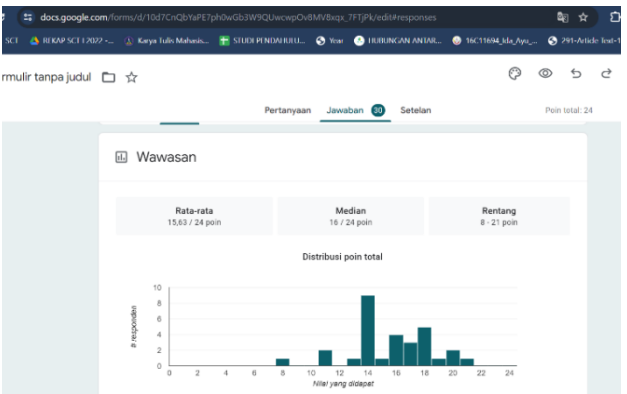 docs.google.com/forms/d/10d7CnQbYaPE7ph0wGb3W9QUwcwpOv8MV8xqx_7FTjPk/edit#responses
SCT REKAP SCT I 2022 -... Karya Tulis Mahasis... STUDI PENDAHULU... Your HUBUNGAN ANTAR... 16C11694_Ida_Ayu_... 291-Article Text-1
rmulir tanpa judul
Pertanyaan Jawaban 30 Setelan Poin total: 24
Wawasan
Rata-rata Median Rentang
15,63 / 24 poin 16 / 24 poin 8 - 21 poin
Distribusi poin total
# responden
10
8
6
4
2
0
0 2 4 6 8 10 12 14 16 18 20 22 24
Nilai yang didapat